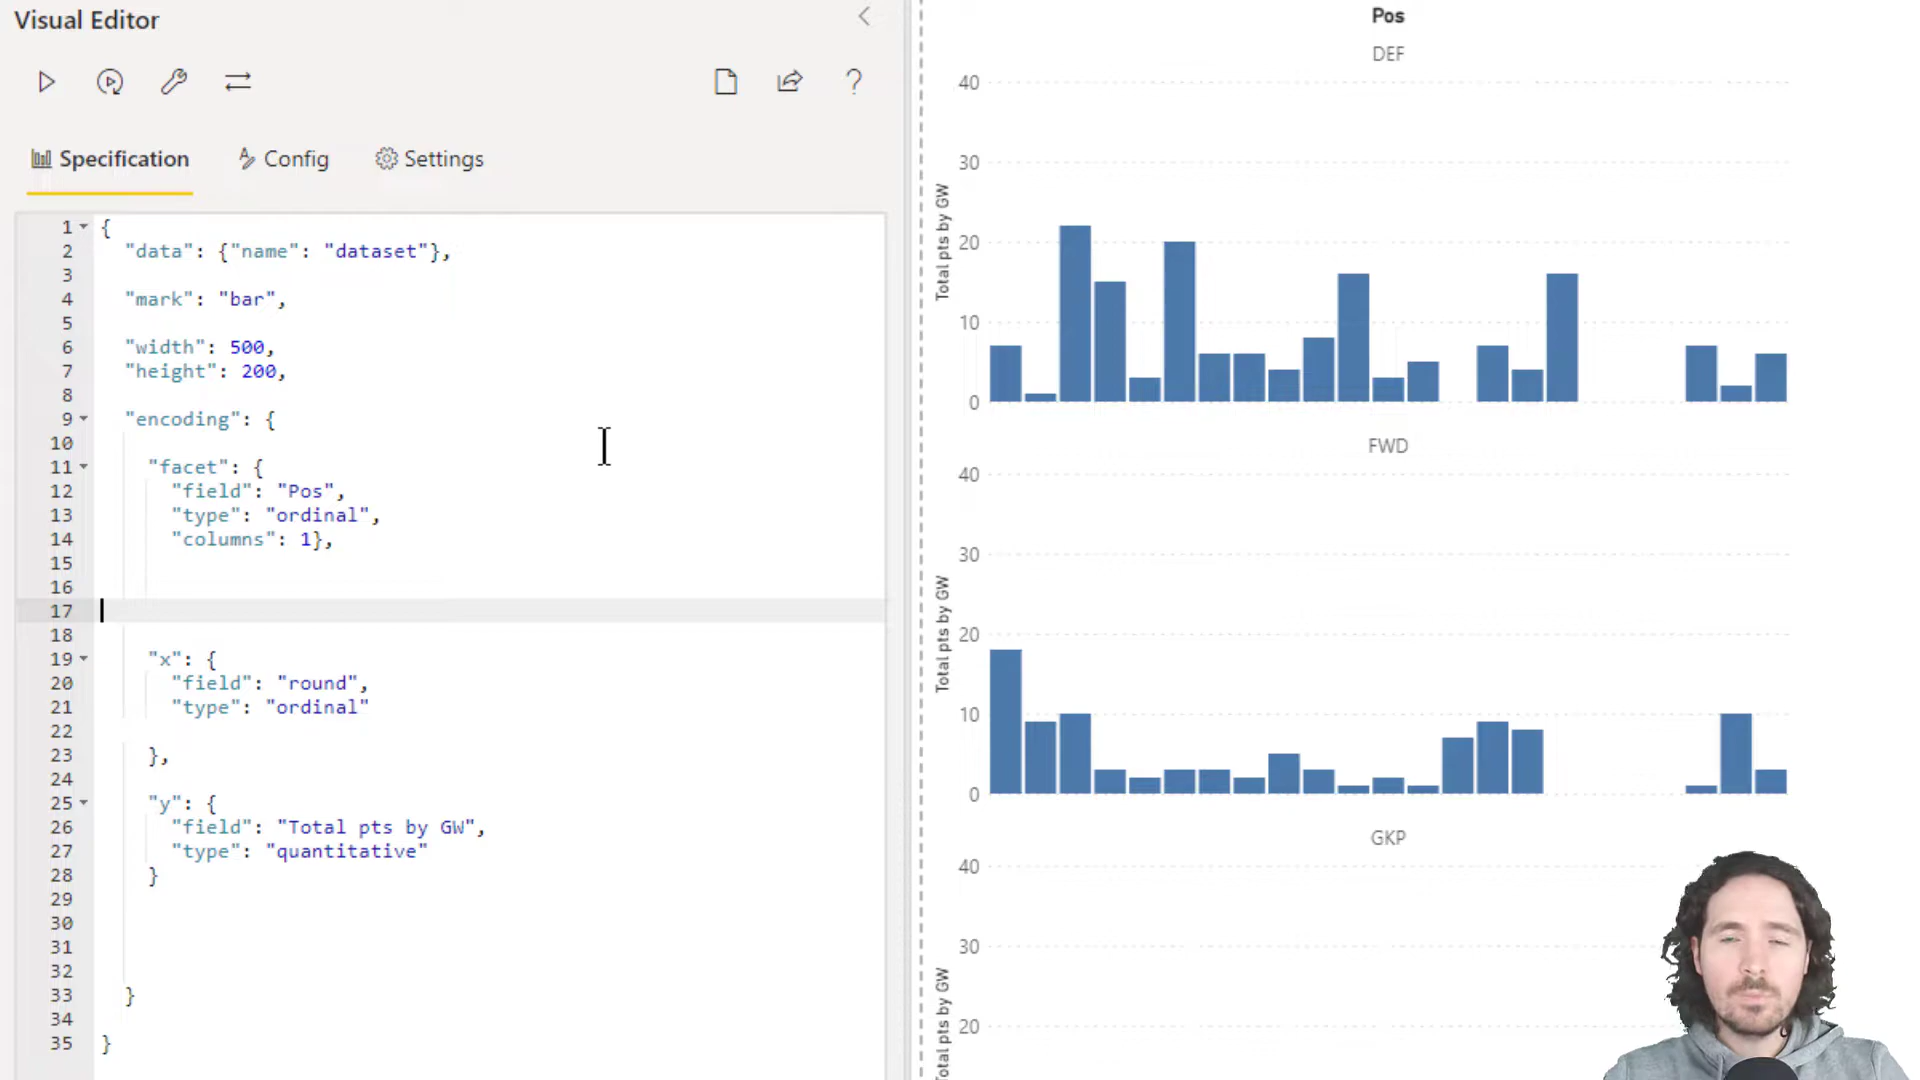 Visual Editor
?
Specification
Config
Settings
1 {
2 "data": {"name": "dataset"},
3
4 "mark": "bar",
5
6 "width": 500,
7 "height": 200,
8
9 "encoding": {
10
11 "facet": {
12 "field": "Pos",
13 "type": "ordinal",
14 "columns": 1},
15
16
17
18
19 "x": {
20 "field": "round",
21 "type": "ordinal"
22
23 },
24
25 "y": {
26 "field": "Total pts by GW",
27 "type": "quantitative"
28 }
29
30
31
32
33 }
34
35 }
Pos
DEF
40
30
20
10
0
Total pts by GW
FWD
40
30
20
10
0
Total pts by GW
GKP
40
30
20
Total pts by GW